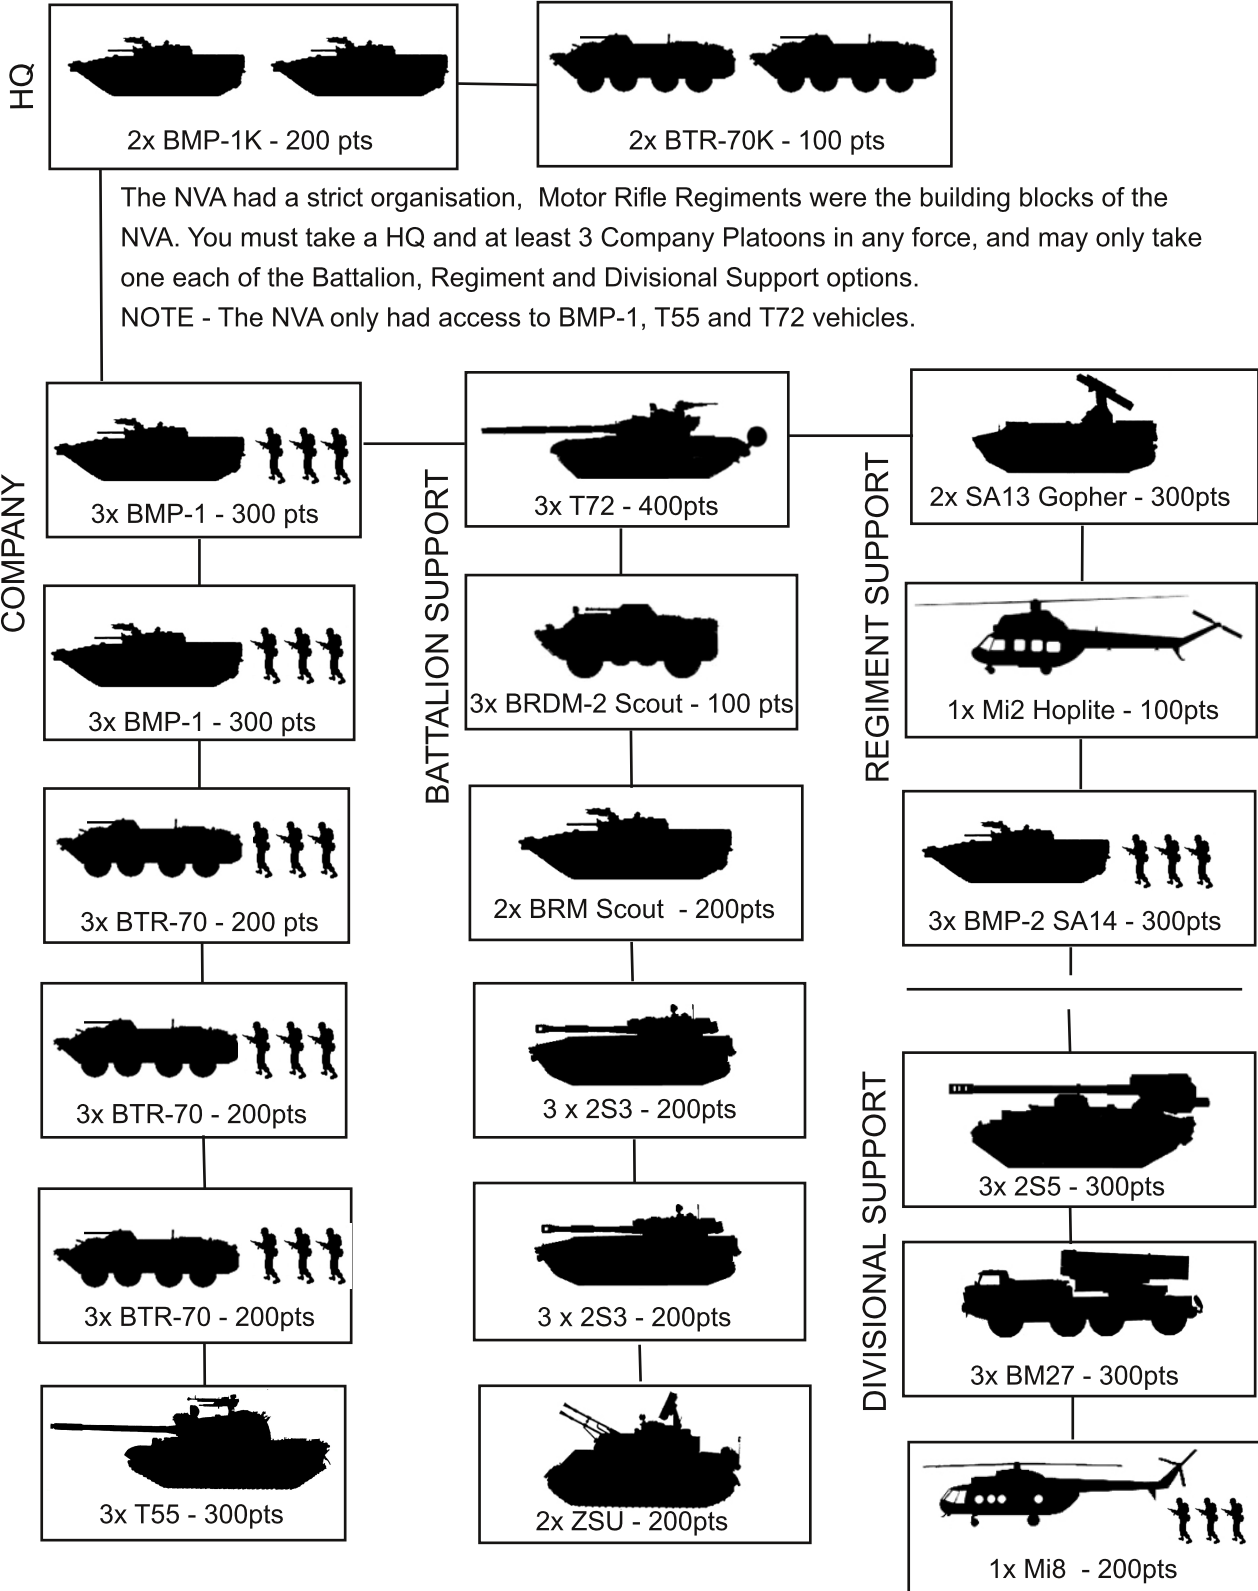 HQ
2x BMP-1K - 200 pts
2x BTR-70K - 100 pts
The NVA had a strict organisation,  Motor Rifle Regiments were the building blocks of the
NVA. You must take a HQ and at least 3 Company Platoons in any force, and may only take
one each of the Battalion, Regiment and Divisional Support options.
NOTE - The NVA only had access to BMP-1, T55 and T72 vehicles.
COMPANY
3x BMP-1 - 300 pts
3x BMP-1 - 300 pts
3x BTR-70 - 200 pts
3x BTR-70 - 200pts
3x BTR-70 - 200pts
3x T55 - 300pts
BATTALION SUPPORT
3x T72 - 400pts
3x BRDM-2 Scout - 100 pts
2x BRM Scout  - 200pts
3 x 2S3 - 200pts
3 x 2S3 - 200pts
2x ZSU - 200pts
REGIMENT SUPPORT
2x SA13 Gopher - 300pts
1x Mi2 Hoplite - 100pts
3x BMP-2 SA14 - 300pts
DIVISIONAL SUPPORT
3x 2S5 - 300pts
3x BM27 - 300pts
1x Mi8  - 200pts